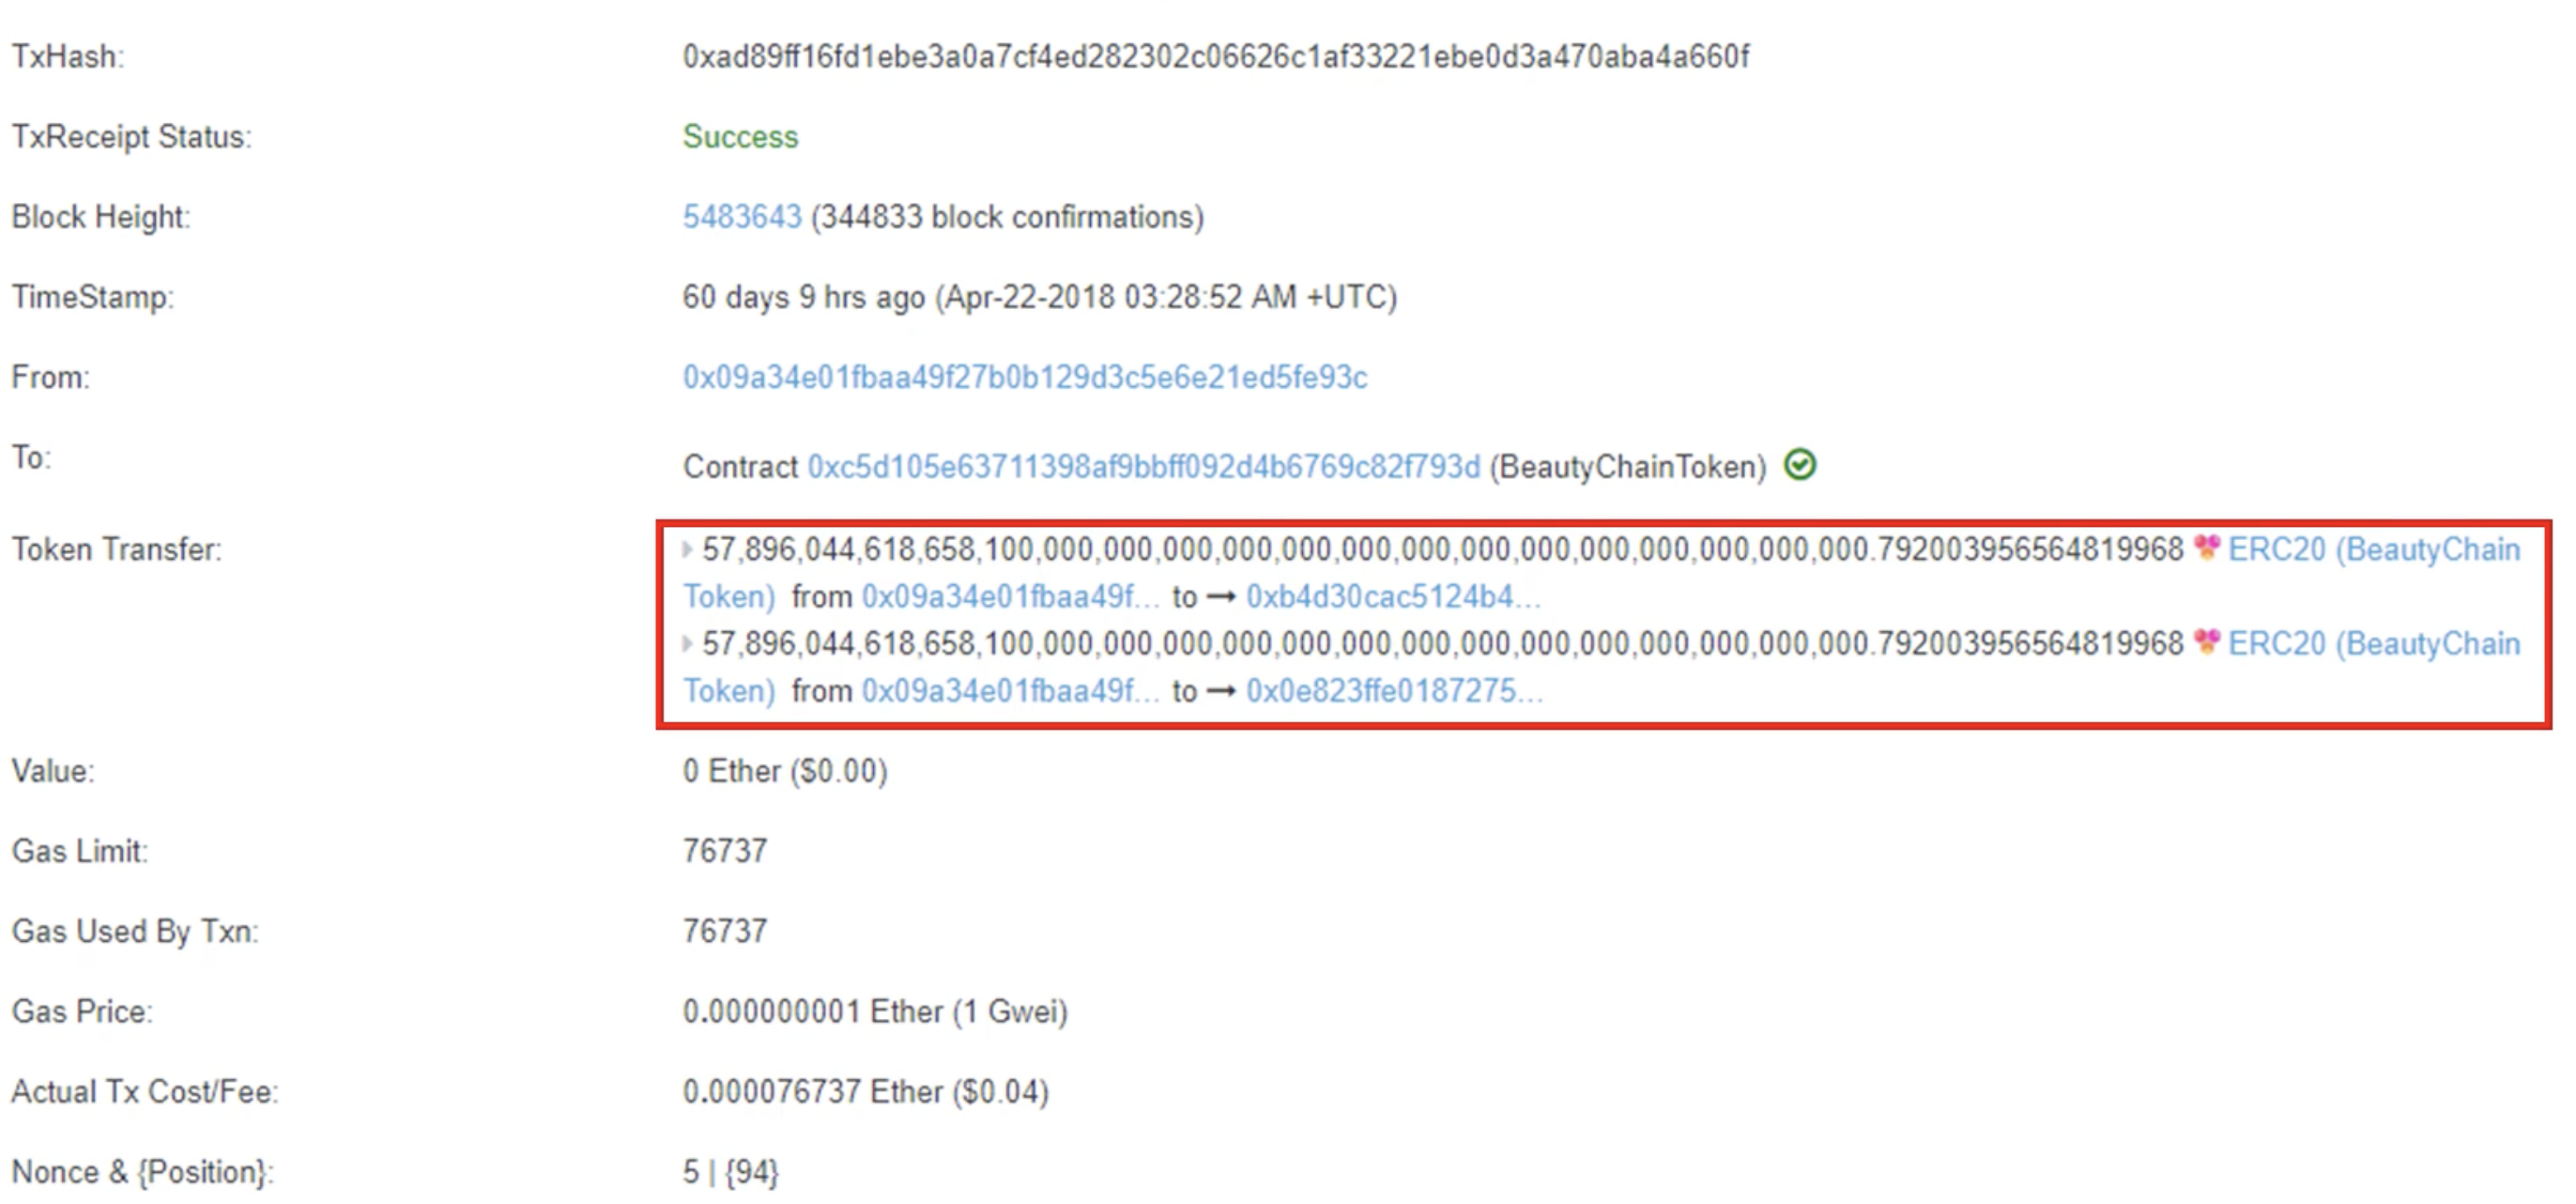 TxHash: 0xad89ff16fd1ebe3a0a7cf4ed282302c06626c1af33221ebe0d3a470aba4a660f
TxReceipt Status: Success
Block Height: 5483643 (344833 block confirmations)
TimeStamp: 60 days 9 hrs ago (Apr-22-2018 03:28:52 AM +UTC)
From: 0x09a34e01fbaa49f27b0b129d3c5e6e21ed5fe93c
To: Contract 0xc5d105e63711398af9bbff092d4b6769c82f793d (BeautyChainToken)
Token Transfer: 57,896,044,618,658,100,000,000,000,000,000,000,000,000,000,000,000,000,000,000,000.792003956564819968 ERC20 (BeautyChain
Token) from 0x09a34e01fbaa49f... to → 0xb4d30cac5124b4...
57,896,044,618,658,100,000,000,000,000,000,000,000,000,000,000,000,000,000,000,000.792003956564819968 ERC20 (BeautyChain
Token) from 0x09a34e01fbaa49f... to → 0x0e823ffe0187275...
Value: 0 Ether ($0.00)
Gas Limit: 76737
Gas Used By Txn: 76737
Gas Price: 0.000000001 Ether (1 Gwei)
Actual Tx Cost/Fee: 0.000076737 Ether ($0.04)
Nonce & {Position}: 5 | {94}